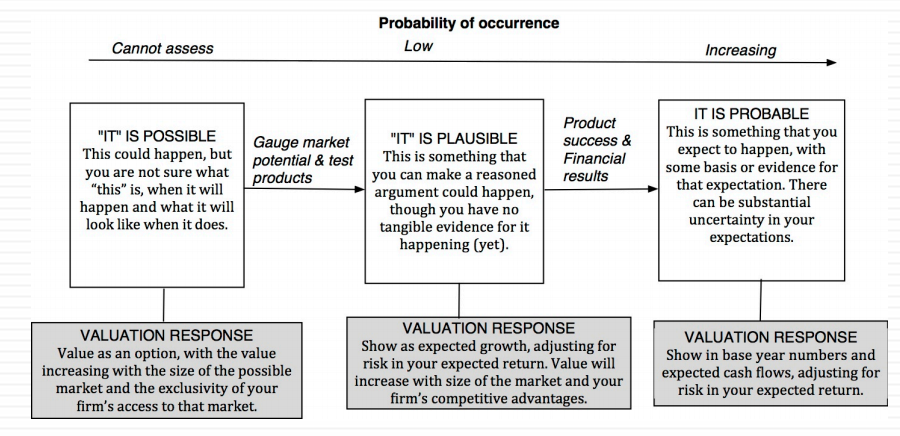 Probability of occurrence
Cannot assess
Low
Increasing
"IT" IS POSSIBLE
This could happen, but
you are not sure what
“this” is, when it will
happen and what it will
look like when it does.
Gauge market
potential & test
products
"IT" IS PLAUSIBLE
This is something that
you can make a reasoned
argument could happen,
though you have no
tangible evidence for it
happening (yet).
Product
success &
Financial
results
IT IS PROBABLE
This is something that you
expect to happen, with
some basis or evidence for
that expectation. There
can be substantial
uncertainty in your
expectations.
VALUATION RESPONSE
Value as an option, with the value
increasing with the size of the possible
market and the exclusivity of your
firm’s access to that market.
VALUATION RESPONSE
Show as expected growth, adjusting for
risk in your expected return. Value will
increase with size of the market and your
firm’s competitive advantages.
VALUATION RESPONSE
Show in base year numbers and
expected cash flows, adjusting for
risk in your expected return.